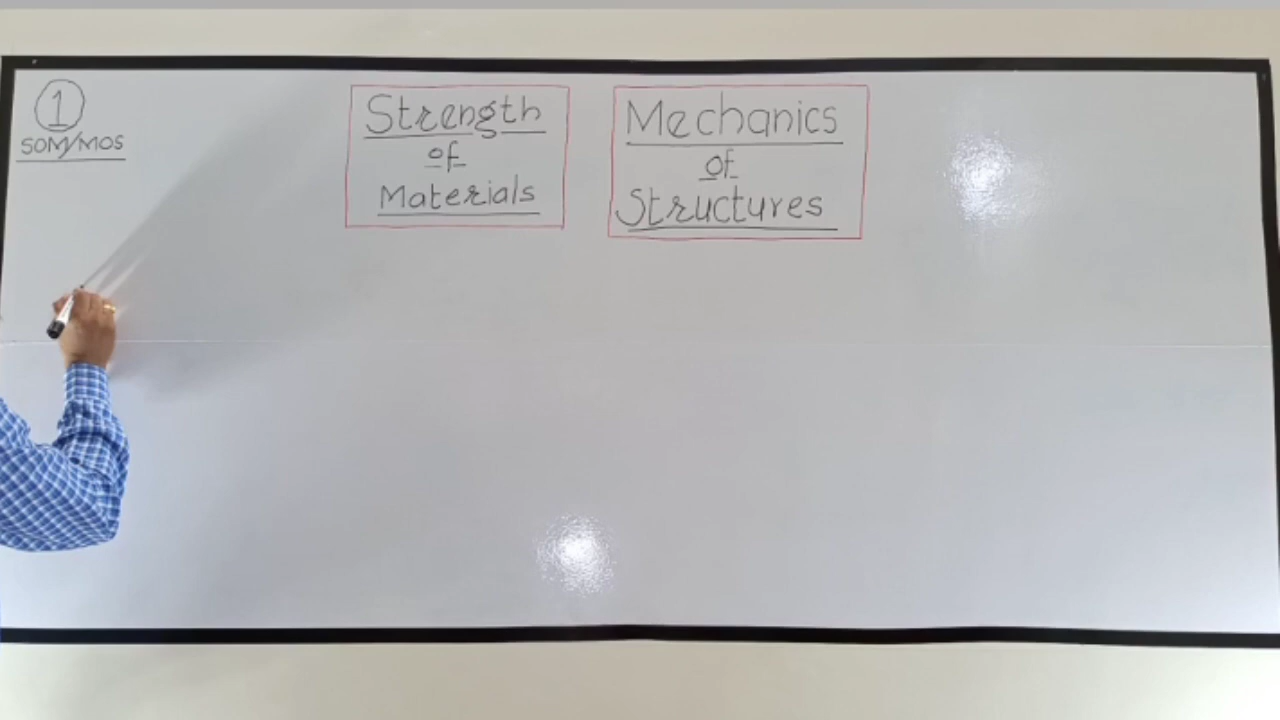 1
SOM/MOS
Strength
of
Materials
Mechanics
of
Structures